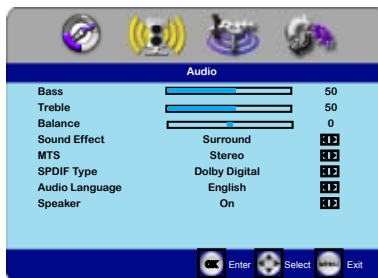 Audio
Bass 50
Treble 50
Balance 0
Sound Effect Surround
MTS Stereo
SPDIF Type Dolby Digital
Audio Language English
Speaker On
OK Enter Select MENU Exit